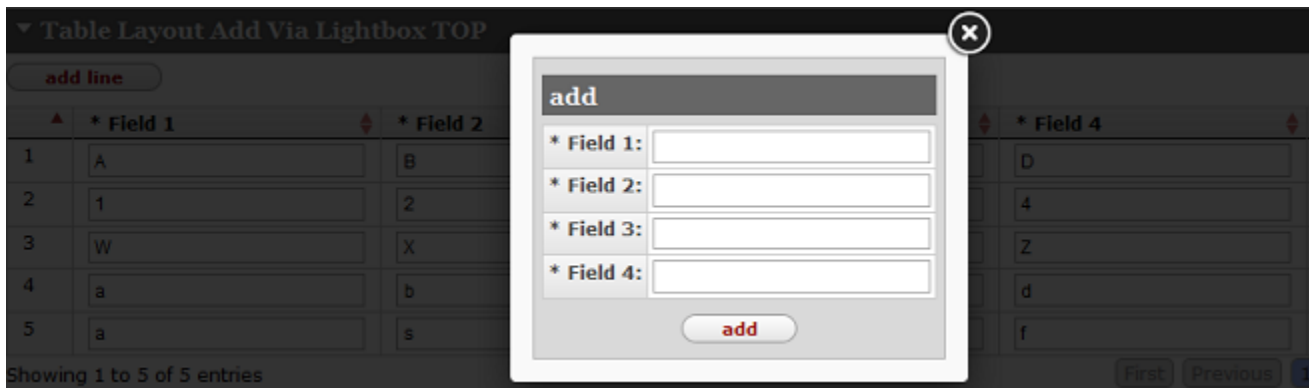 Table Layout Add Via Lightbox TOP
add line
* Field 1 * Field 2 * Field 4
1 A B D
2 1 2 4
3 W X Z
4 a b d
5 a s f
Showing 1 to 5 of 5 entries
First Previous
add
* Field 1:
* Field 2:
* Field 3:
* Field 4:
add